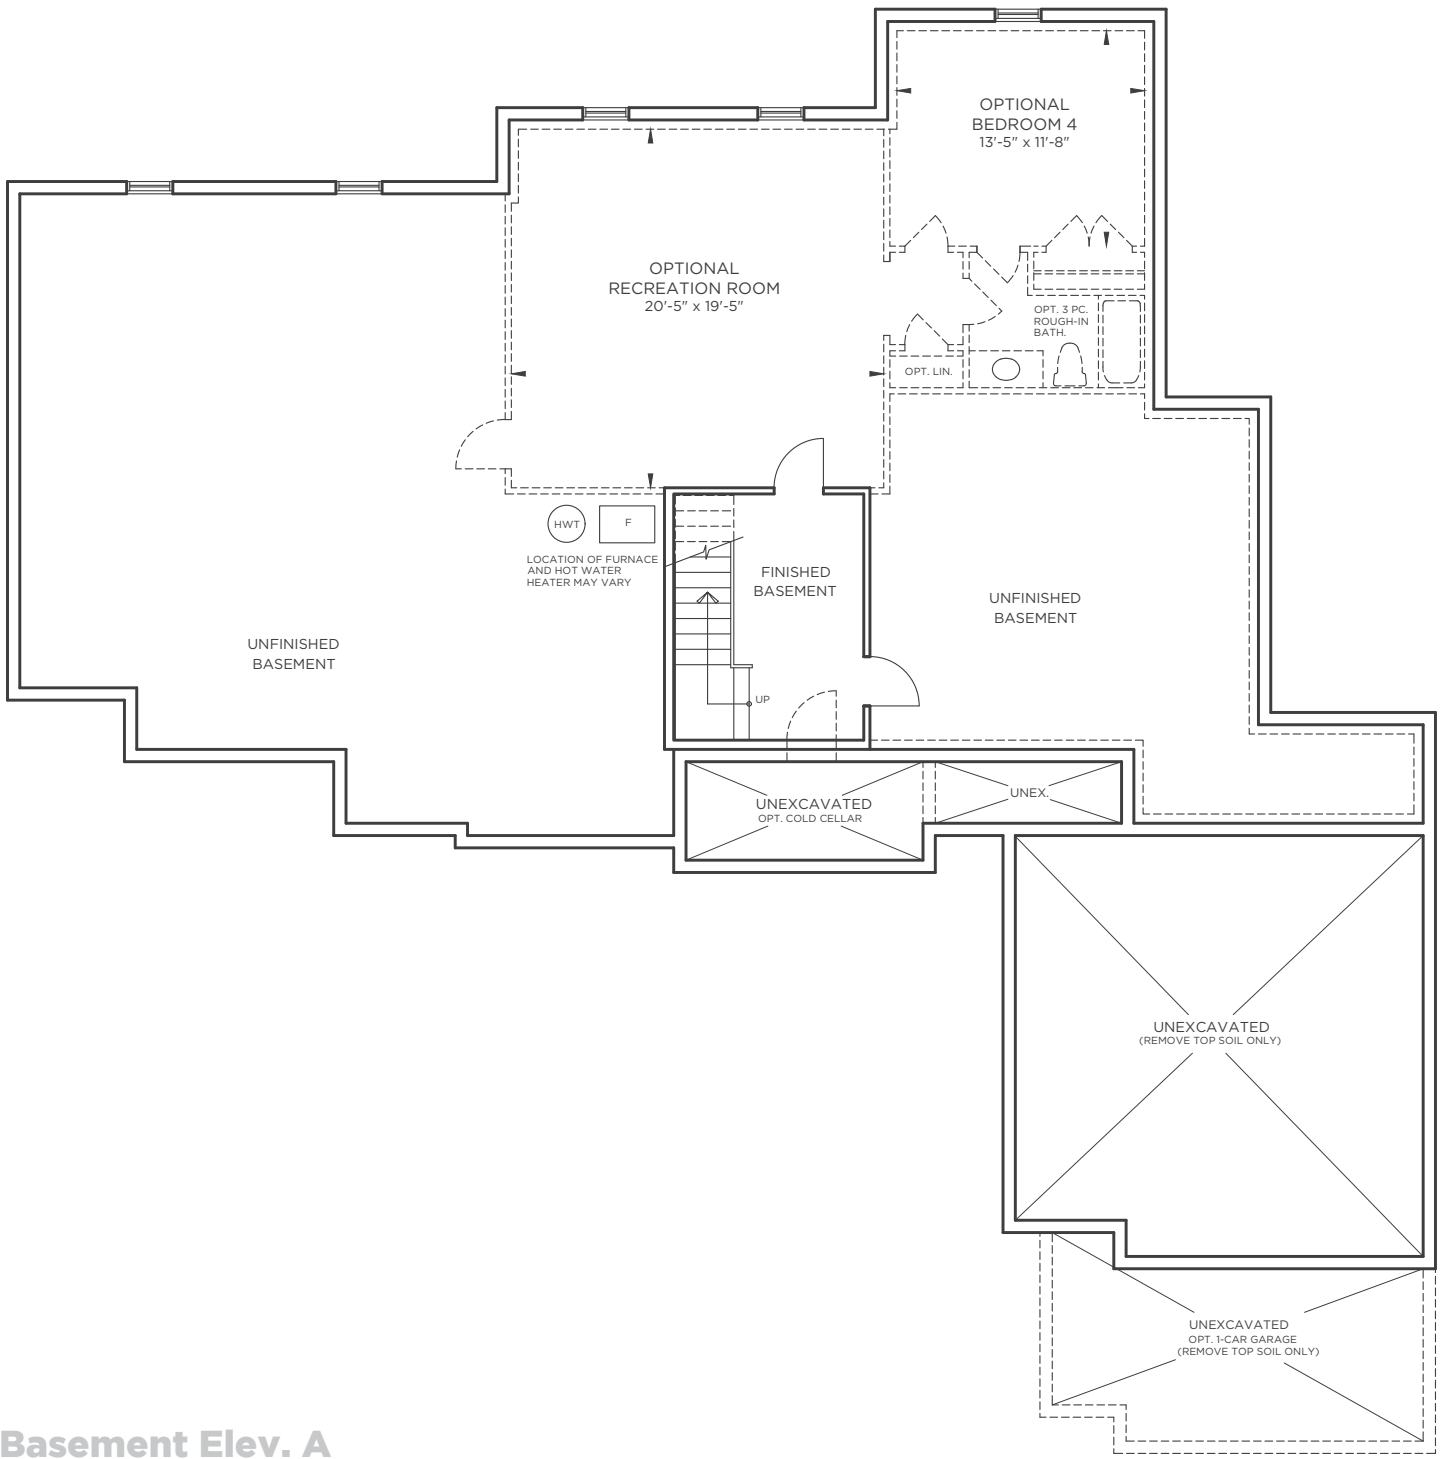 OPTIONAL
BEDROOM 4
13'-5" x 11'-8"
OPTIONAL
RECREATION ROOM
20'-5" x 19'-5"
OPT. 3 PC.
ROUGH-IN
BATH.
OPT. LIN.
HWT
F
LOCATION OF FURNACE
AND HOT WATER
HEATER MAY VARY
FINISHED
BASEMENT
UNFINISHED
BASEMENT
UNFINISHED
BASEMENT
UP
UNEXCAVATED
OPT. COLD CELLAR
UNEX.
UNEXCAVATED
(REMOVE TOP SOIL ONLY)
UNEXCAVATED
OPT. 1-CAR GARAGE
(REMOVE TOP SOIL ONLY)
Basement Elev. A